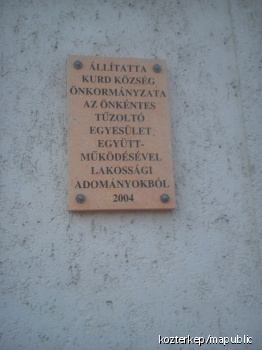 ÁLLÍTATTA
KURD KÖZSÉG
ÖNKORMÁNYZATA
AZ ÖNKÉNTES
TŰZOLTÓ
EGYESÜLET
EGYÜTT-
MŰKÖDÉSÉVEL
LAKOSSÁGI
ADOMÁNYOKBÓL
2004
kozterkep/mapublic